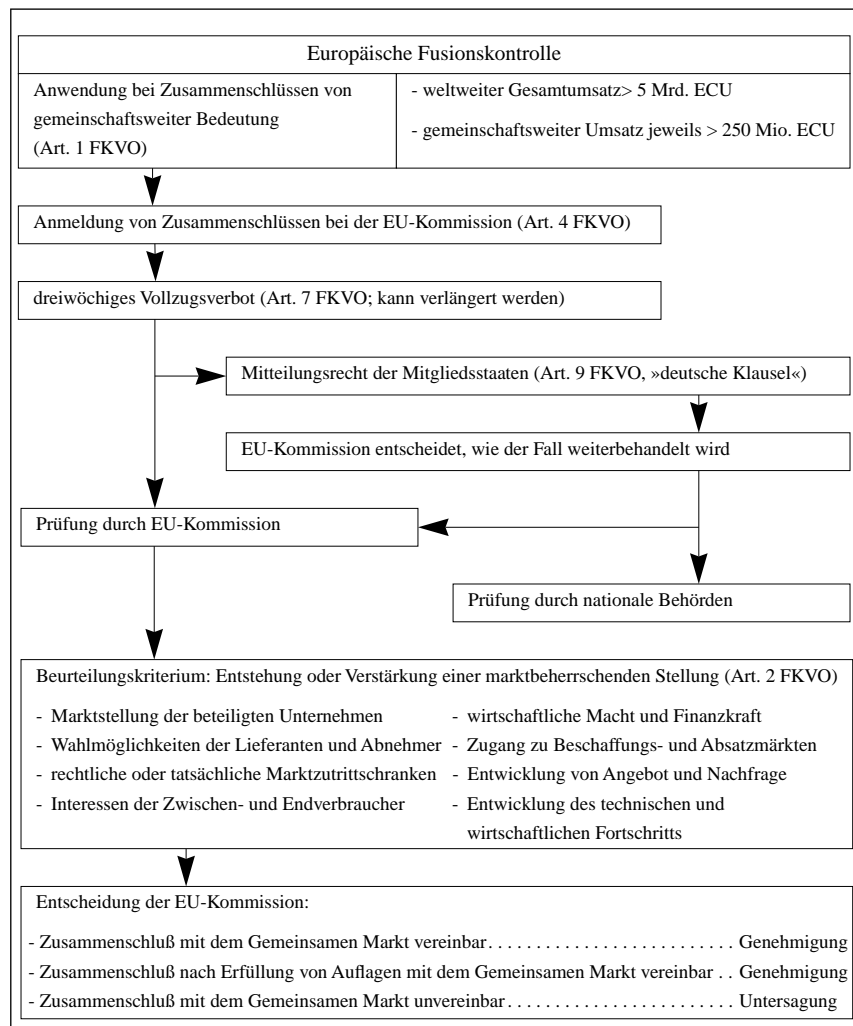 Europäische Fusionskontrolle
Anwendung bei Zusammenschlüssen von
gemeinschaftsweiter Bedeutung
(Art. 1 FKVO)
- weltweiter Gesamtumsatz> 5 Mrd. ECU
- gemeinschaftsweiter Umsatz jeweils > 250 Mio. ECU
Anmeldung von Zusammenschlüssen bei der EU-Kommission (Art. 4 FKVO)
dreiwöchiges Vollzugsverbot (Art. 7 FKVO; kann verlängert werden)
Mitteilungsrecht der Mitgliedsstaaten (Art. 9 FKVO, »deutsche Klausel«)
EU-Kommission entscheidet, wie der Fall weiterbehandelt wird
Prüfung durch EU-Kommission
Prüfung durch nationale Behörden
Beurteilungskriterium: Entstehung oder Verstärkung einer marktbeherrschenden Stellung (Art. 2 FKVO)
- Marktstellung der beteiligten Unternehmen
- Wahlmöglichkeiten der Lieferanten und Abnehmer
- rechtliche oder tatsächliche Marktzutrittschranken
- Interessen der Zwischen- und Endverbraucher
- wirtschaftliche Macht und Finanzkraft
- Zugang zu Beschaffungs- und Absatzmärkten
- Entwicklung von Angebot und Nachfrage
- Entwicklung des technischen und
wirtschaftlichen Fortschritts
Entscheidung der EU-Kommission:
- Zusammenschluß mit dem Gemeinsamen Markt vereinbar . . . . . . . . . . . . . . . . . . . . . . . . . . Genehmigung
- Zusammenschluß nach Erfüllung von Auflagen mit dem Gemeinsamen Markt vereinbar . . Genehmigung
- Zusammenschluß mit dem Gemeinsamen Markt unvereinbar . . . . . . . . . . . . . . . . . . . . . . . . Untersagung